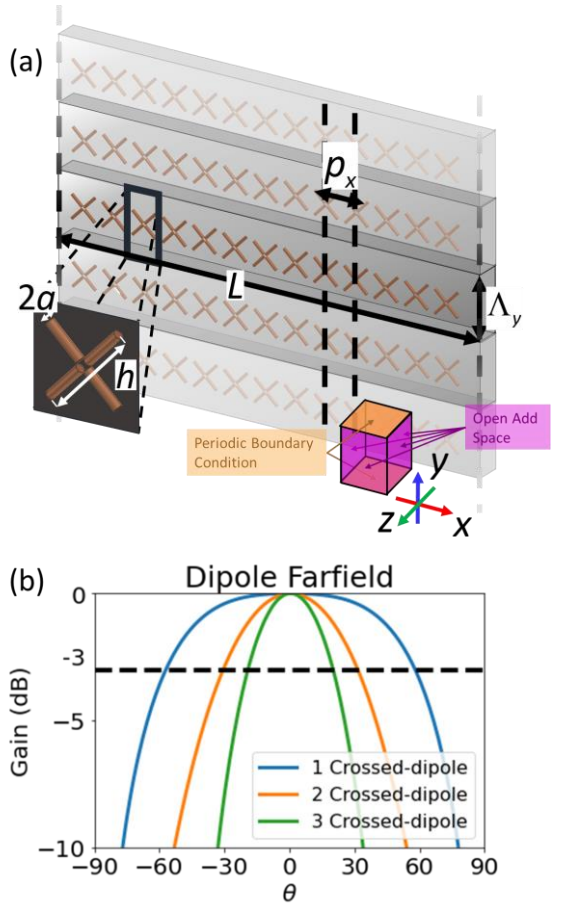 (a)
p_x
L
Λ_y
2a
h
Periodic Boundary
Condition
Open Add
Space
y
z
x
(b)
Dipole Farfield
Gain (dB)
0
-3
-5
-10
1 Crossed-dipole
2 Crossed-dipole
3 Crossed-dipole
−90 −60 −30 0 30 60 90
θ